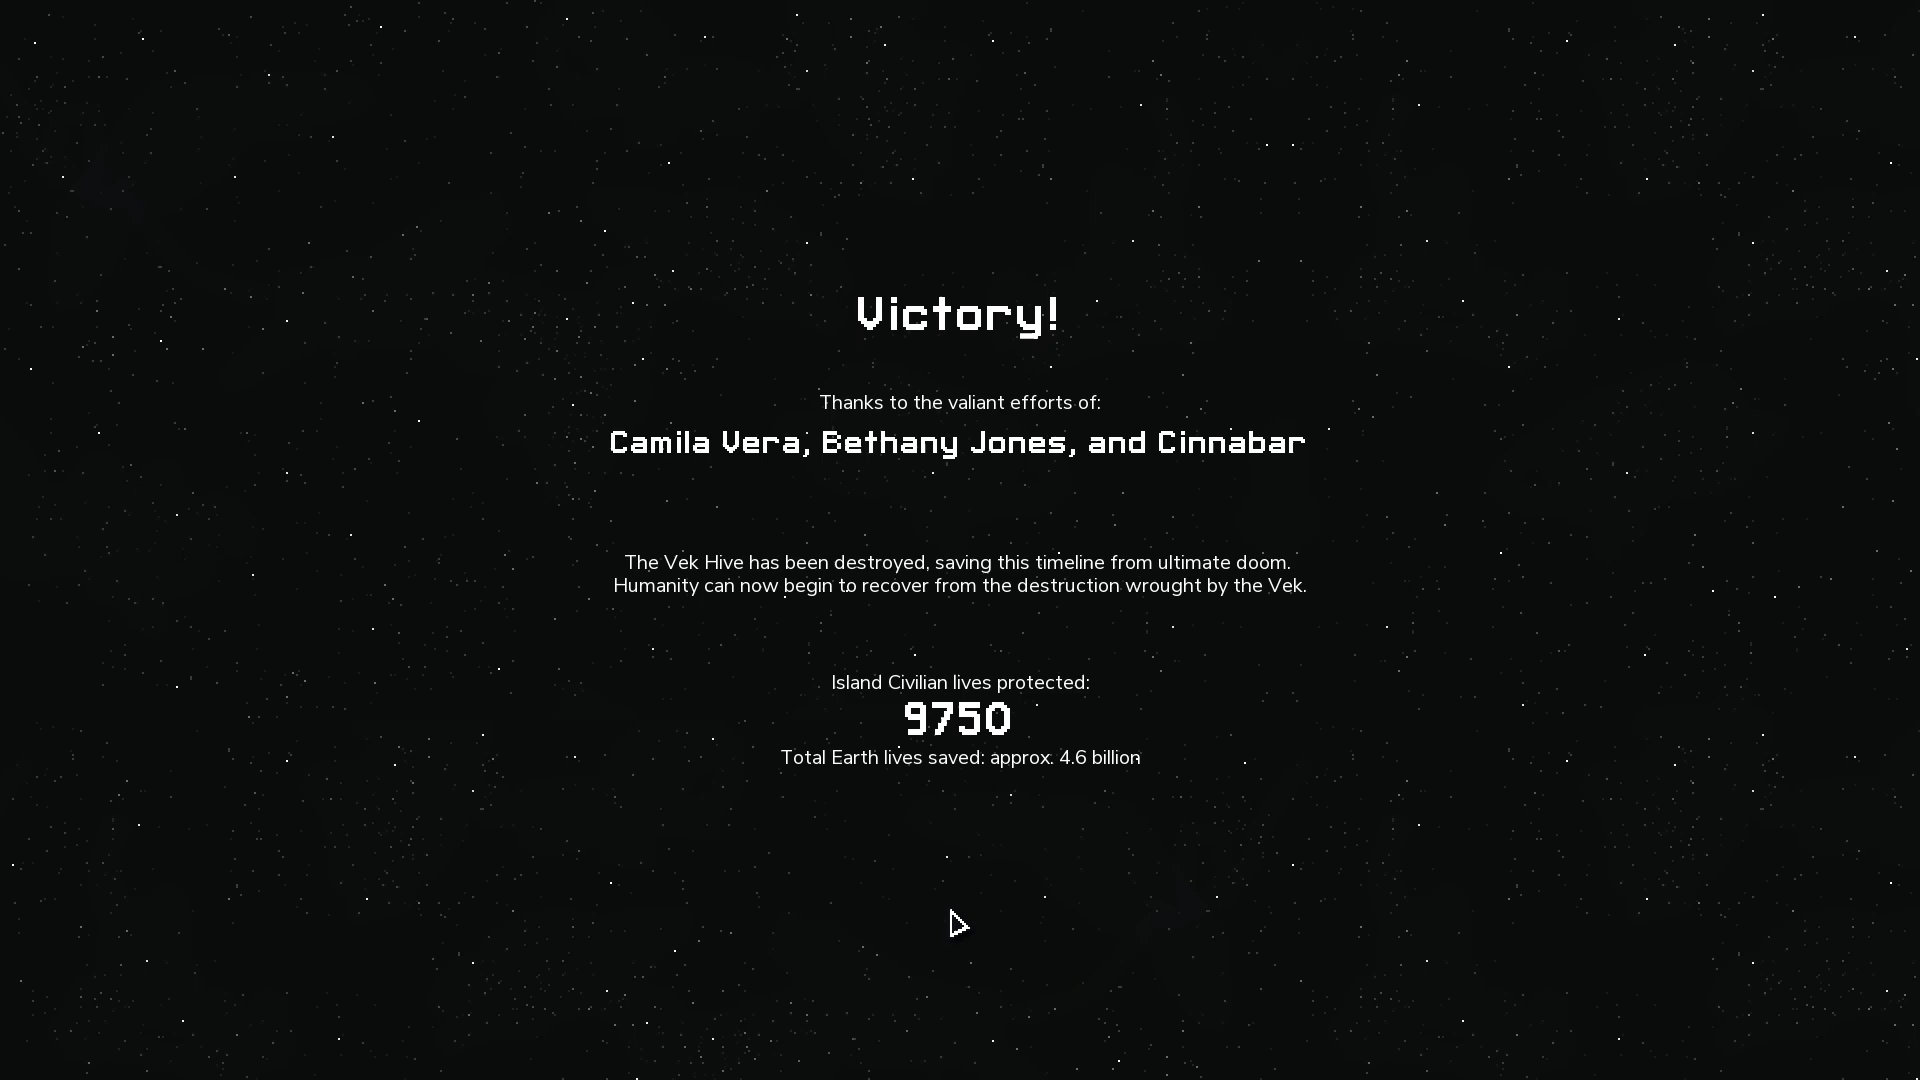 Victory!
Thanks to the valiant efforts of:
Camila Vera, Bethany Jones, and Cinnabar
The Vek Hive has been destroyed, saving this timeline from ultimate doom.
Humanity can now begin to recover from the destruction wrought by the Vek.
Island Civilian lives protected:
9750
Total Earth lives saved: approx. 4.6 billion